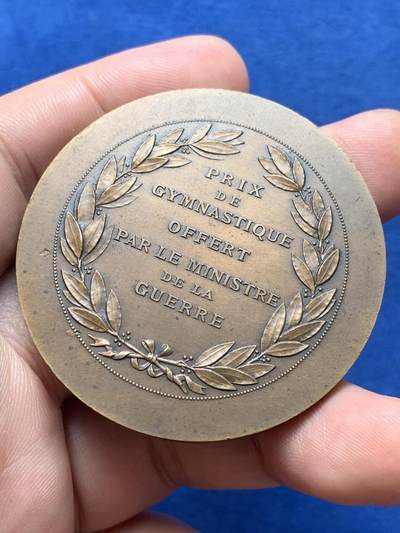 PRIX
DE
GYMNASTIQUE
OFFERT
PAR LE MINISTRE
DE LA
GUERRE